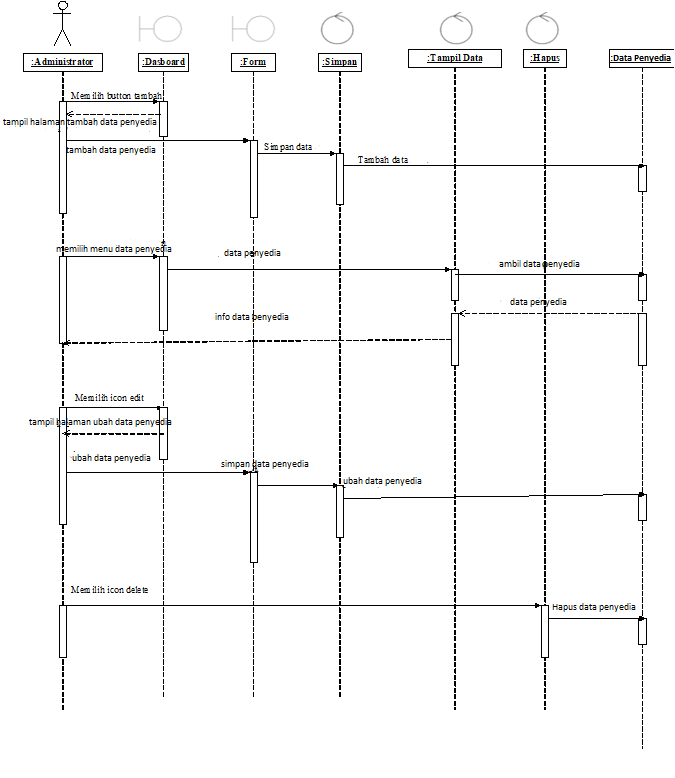 :Administrator
:Dasboard
:Form
:Simpan
:Tampil Data
:Hapus
:Data Penyedia
Memilih button tambah
tampil halaman tambah data penyedia
tambah data penyedia
Simpan data
Tambah data
memilih menu data penyedia
data penyedia
ambil data penyedia
data penyedia
info data penyedia
Memilih icon edit
tampil halaman ubah data penyedia
ubah data penyedia
simpan data penyedia
ubah data penyedia
Memilih icon delete
Hapus data penyedia